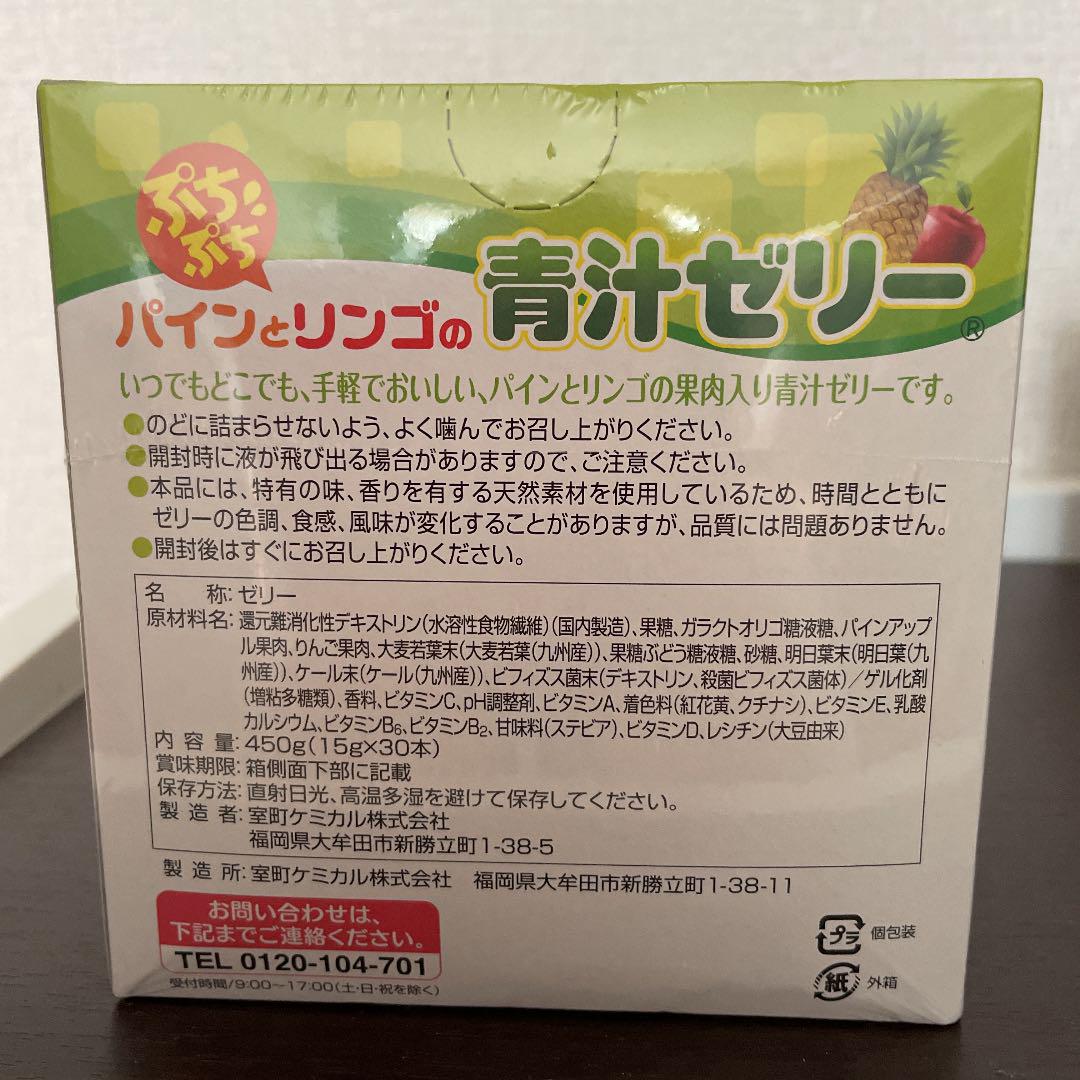 ぷちぷち
パインとリンゴの青汁ゼリー®
いつでもどこでも、手軽でおいしい、パインとリンゴの果肉入り青汁ゼリーです。
●のどに詰まらせないよう、よく噛んでお召し上がりください。
●開封時に液が飛び出る場合がありますので、ご注意ください。
●本品には、特有の味、香りを有する天然素材を使用しているため、時間とともに
ゼリーの色調、食感、風味が変化することがありますが、品質には問題ありません。
●開封後はすぐにお召し上がりください。
名 称:ゼリー
原材料名:還元難消化性デキストリン(水溶性食物繊維)(国内製造)、果糖、ガラクトオリゴ糖液糖、パインアップ
ル果肉、りんご果肉、大麦若葉末(大麦若葉(九州産))、果糖ぶどう糖液糖、砂糖、明日葉末(明日葉(九
州産))、ケール末(ケール(九州産))、ビフィズス菌末(デキストリン、殺菌ビフィズス菌体)/ゲル化剤
(増粘多糖類)、香料、ビタミンC、pH調整剤、ビタミンA、着色料(紅花黄、クチナシ)、ビタミンE、乳酸
カルシウム、ビタミンB6、ビタミンB2、甘味料(ステビア)、ビタミンD、レシチン(大豆由来)
内容量:450g(15g×30本)
賞味期限:箱側面下部に記載
保存方法:直射日光、高温多湿を避けて保存してください。
製造者:室町ケミカル株式会社
福岡県大牟田市新勝立町1-38-5
製造所:室町ケミカル株式会社 福岡県大牟田市新勝立町1-38-11
お問い合わせは、
下記までご連絡ください。
TEL 0120-104-701
受付時間/9:00〜17:00(土・日・祝を除く)
プラ 個包装
紙 外箱